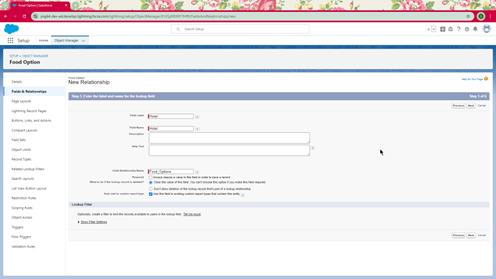 Food Option | Salesforce
Search Setup
Setup
Home
Object Manager
SETUP > OBJECT MANAGER
Food Option
Details
Fields & Relationships
Page Layouts
Lightning Record Pages
Buttons, Links, and Actions
Compact Layouts
Field Sets
Object Limits
Record Types
Related Lookup Filters
Search Layouts
List View Button Layout
Restriction Rules
Scoping Rules
Object Access
Triggers
Flow Triggers
Validation Rules
Food Option
New Relationship
Help for this Page
Step 3. Enter the label and name for the lookup field
Step 3 of 6
Previous Next Cancel
Field Label
Hotel
Field Name
Hotel
Description
Help Text
Child Relationship Name
Food_Options
Required
Always require a value in this field in order to save a record
What to do if the lookup record is deleted?
Clear the value of this field. You can't choose this option if you make this field required.
Don't allow deletion of the lookup record that's part of a lookup relationship.
Auto add to custom report type
Add this field to existing custom report types that contain this entity
Lookup Filter
Optionally, create a filter to limit the records available to users in the lookup field. Tell me more!
Show Filter Settings
Previous Next Cancel